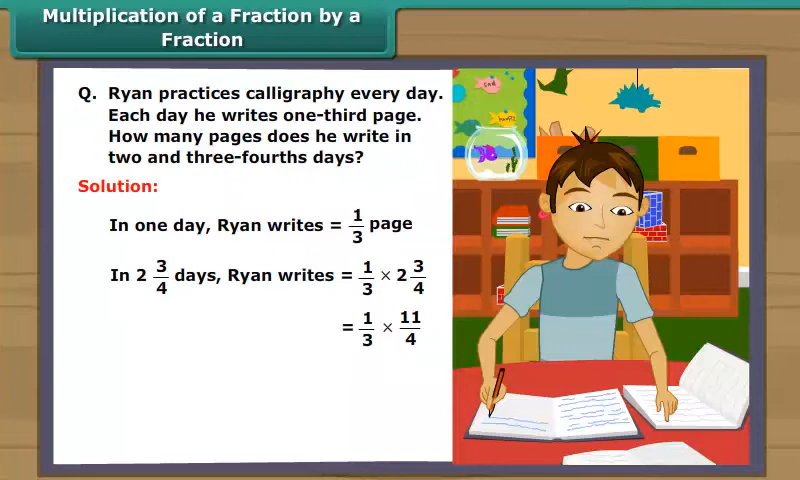 Multiplication of a Fraction by a
Fraction
Q. Ryan practices calligraphy every day.
Each day he writes one-third page.
How many pages does he write in
two and three-fourths days?
Solution:
In one day, Ryan writes = 1/3 page
In 2 3/4 days, Ryan writes = 1/3 × 2 3/4
= 1/3 × 11/4